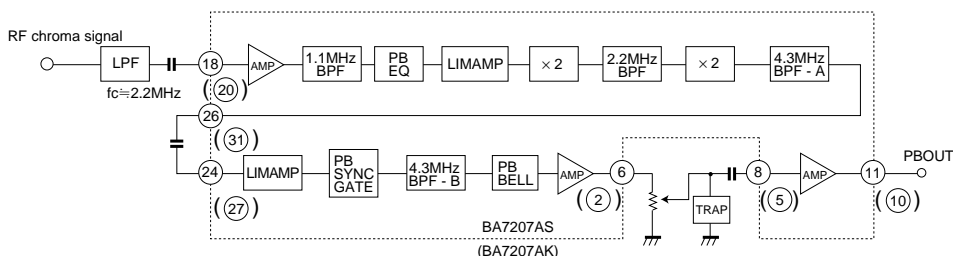 RF chroma signal
LPF
fc≒2.2MHz
18
(20)
AMP
1.1MHz
BPF
PB
EQ
LIMAMP
×2
2.2MHz
BPF
×2
4.3MHz
BPF - A
26
(31)
24
(27)
LIMAMP
PB
SYNC
GATE
4.3MHz
BPF - B
PB
BELL
AMP
6
(2)
TRAP
8
(5)
AMP
11
(10)
PBOUT
BA7207AS
(BA7207AK)